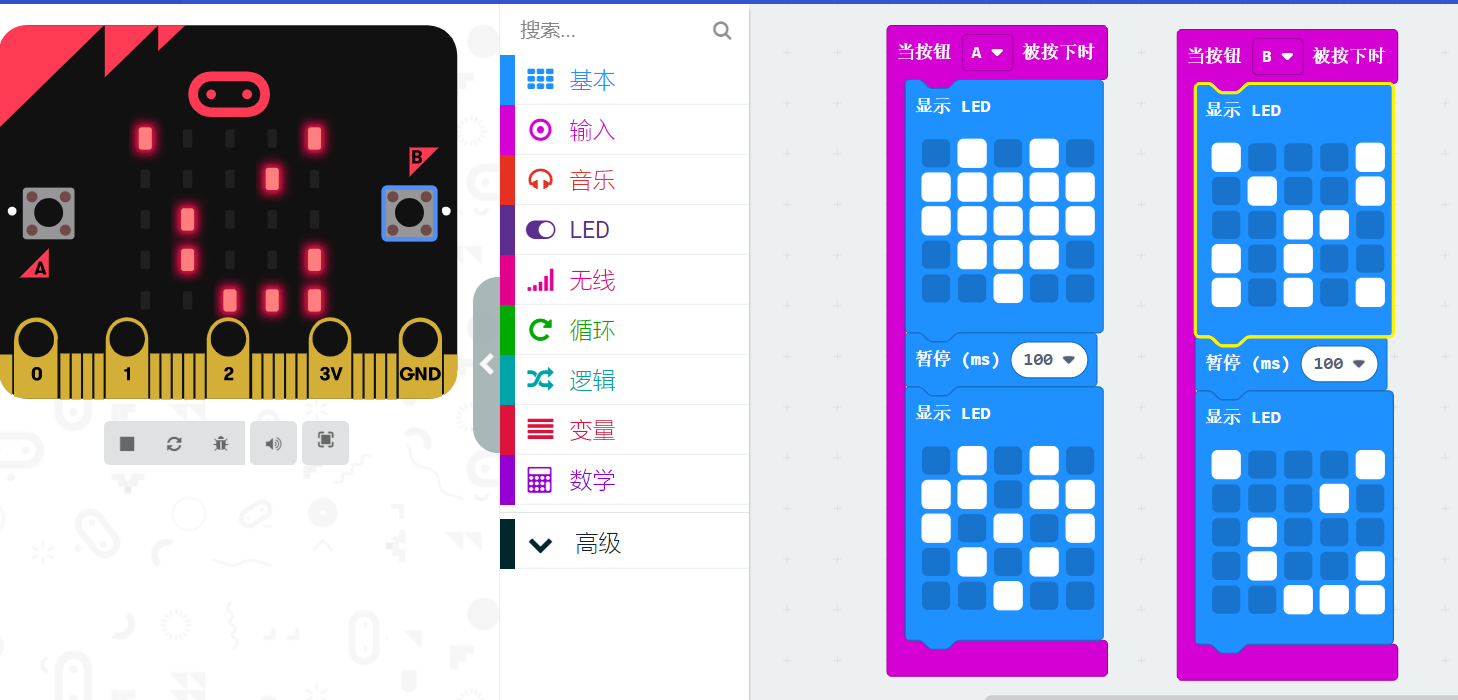 B
A
0 1 2 3V GND
搜索...
基本
输入
音乐
LED
无线
循环
逻辑
变量
数学
高级
当按钮 A 被按下时
显示 LED
暂停 (ms) 100
显示 LED
当按钮 B 被按下时
显示 LED
暂停 (ms) 100
显示 LED